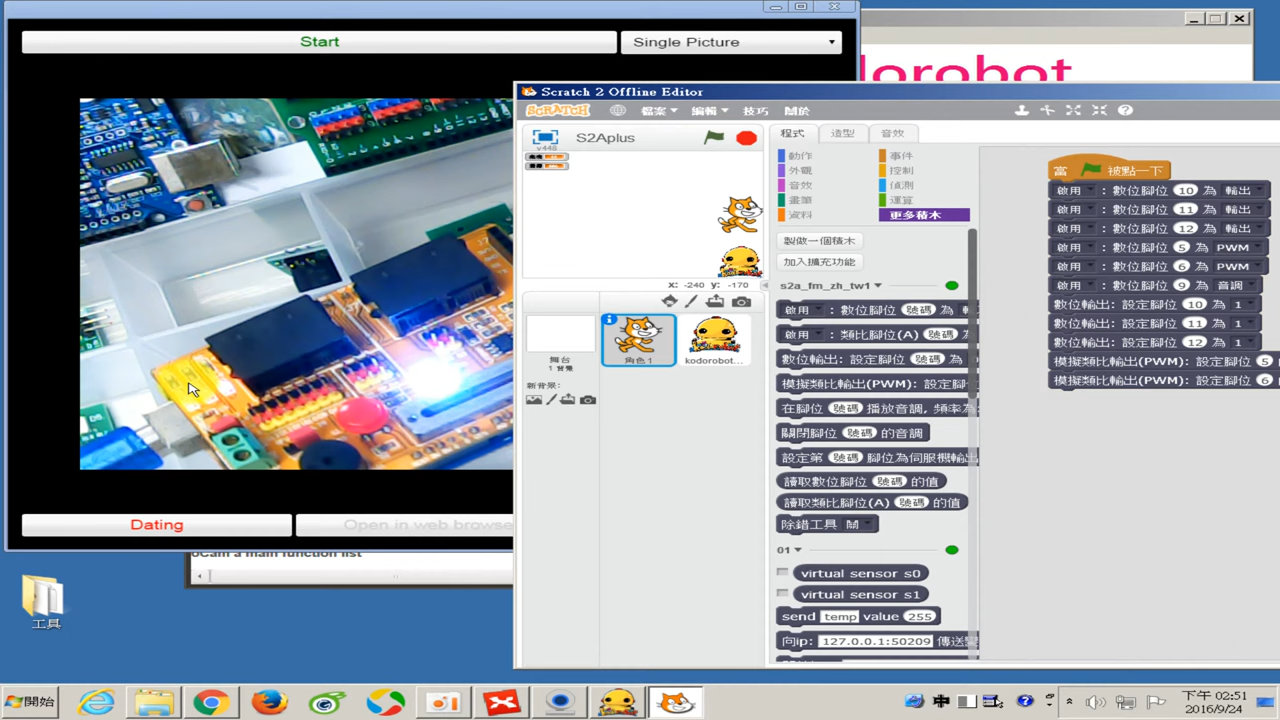 Start
Single Picture
dorobot
Scratch 2 Offline Editor
SCRATCH
檔案
編輯
技巧
關於
S2Aplus
v448
程式
造型
音效
動作
事件
外觀
控制
音效
偵測
畫筆
運算
資料
更多積木
製做一個積木
加入擴充功能
x: -240 y: -170
s2a_fm_zh_tw1
啟用 : 數位腳位 號碼 為
啟用 : 類比腳位(A) 號碼
數位輸出: 設定腳位 號碼 為
模擬類比輸出(PWM): 設定腳
在腳位 號碼 播放音調, 頻率為
關閉腳位 號碼 的音調
設定第 號碼 腳位為伺服機輸出
讀取數位腳位 號碼 的值
讀取類比腳位(A) 號碼 的值
除錯工具 關
01
virtual sensor s0
virtual sensor s1
send temp value 255
向ip: 127.0.0.1:50209 傳送
角色1
kodorobot...
舞台
1 背景
新背景:
當 被點一下
啟用 : 數位腳位 10 為 輸出
啟用 : 數位腳位 11 為 輸出
啟用 : 數位腳位 12 為 輸出
啟用 : 數位腳位 5 為 PWM
啟用 : 數位腳位 6 為 PWM
啟用 : 數位腳位 9 為 音調
數位輸出: 設定腳位 10 為 1
數位輸出: 設定腳位 11 為 1
數位輸出: 設定腳位 12 為 1
模擬類比輸出(PWM): 設定腳位 5
模擬類比輸出(PWM): 設定腳位 6
Dating
Open in web browse
oCam a main function list
工具
開始
中
下午 02:51
2016/9/24